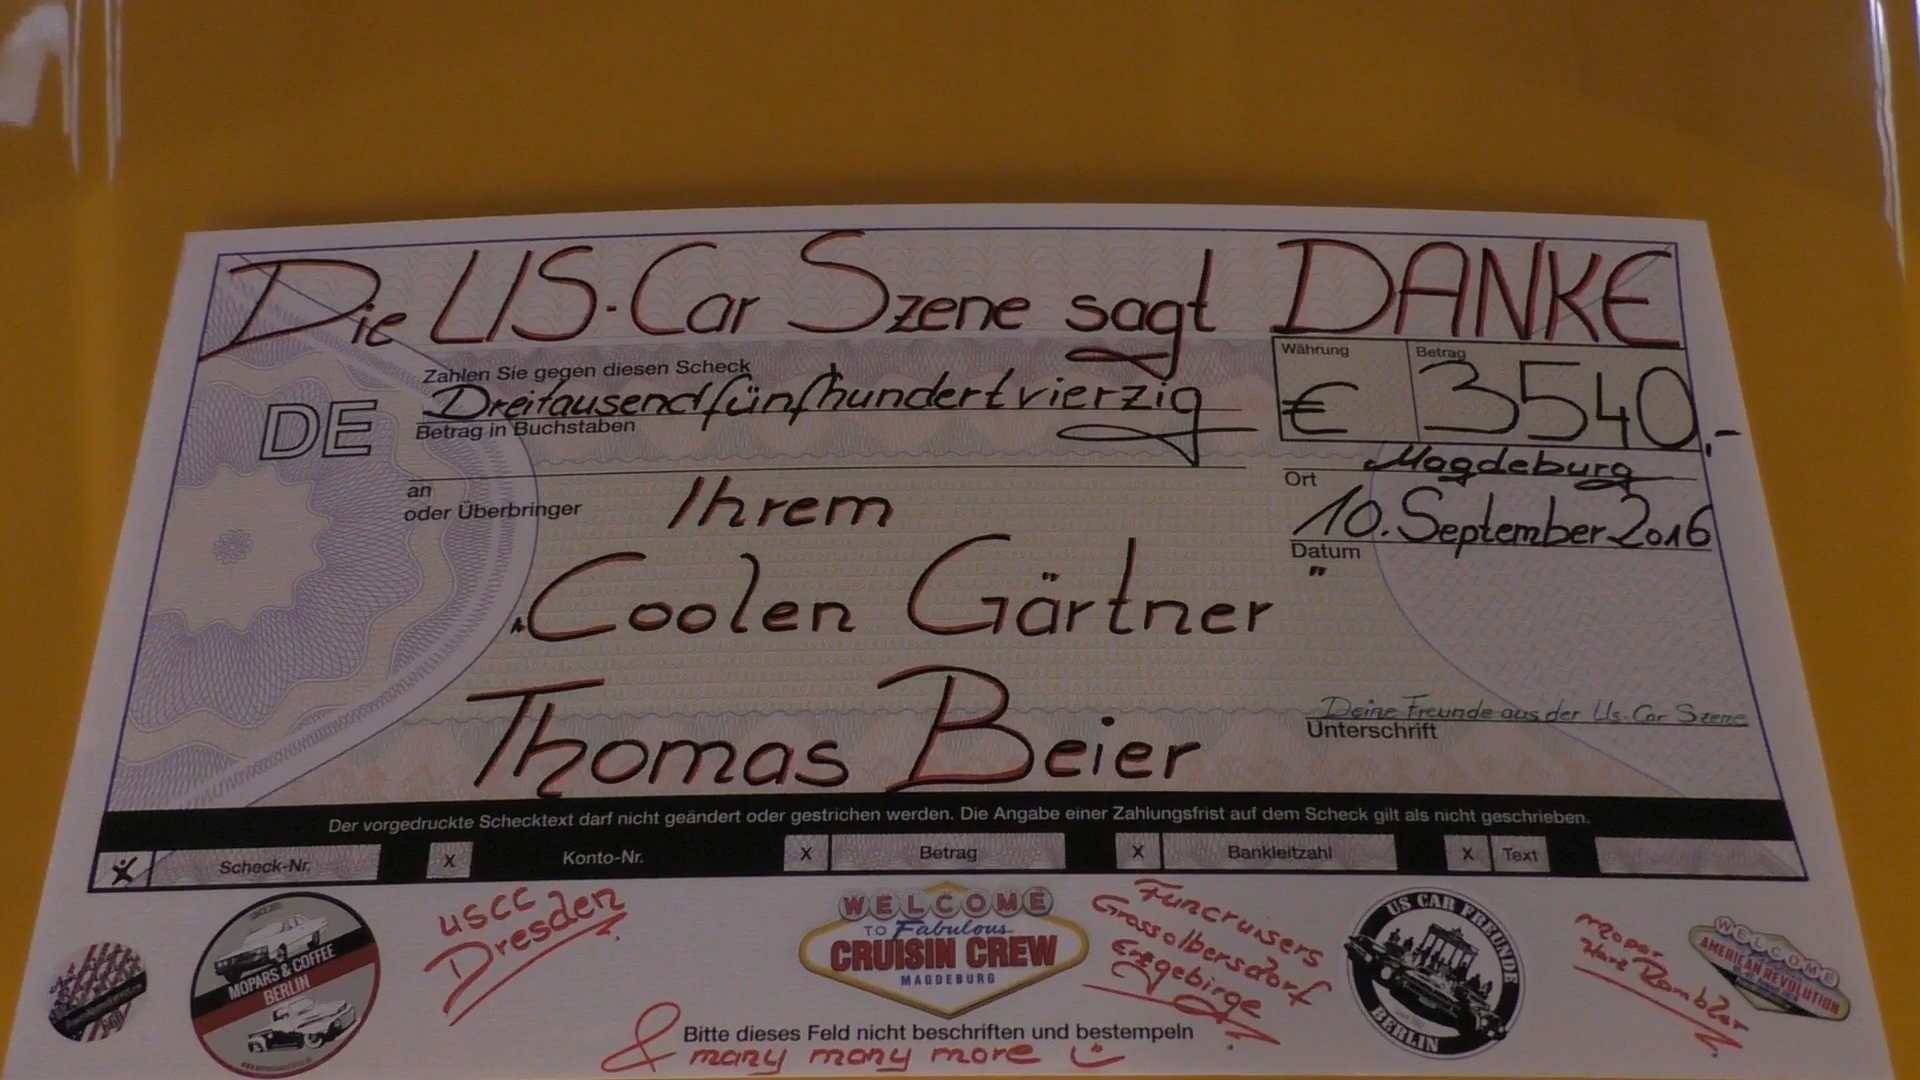 Die US-Car Szene sagt DANKE
Zahlen Sie gegen diesen Scheck
Währung
Betrag
Dreitausendfünfhundertvierzig
€ 3540,-
DE
Betrag in Buchstaben
Magdeburg
Ort
an
oder Überbringer
Ihrem
10. September 2016
Datum
"Coolen Gärtner"
Thomas Beier
Deine Freunde aus der US-Car Szene
Unterschrift
Der vorgedruckte Schecktext darf nicht geändert oder gestrichen werden. Die Angabe einer Zahlungsfrist auf dem Scheck gilt als nicht geschrieben.
X Scheck-Nr. X Konto-Nr. X Betrag X Bankleitzahl X Text
MOPARS & COFFEE
BERLIN
USCC
Dresden
WELCOME
TO Fabulous
CRUISIN CREW
MAGDEBURG
Funcruisers
Grossolbersdorf
Erzgebirge
US CAR FREUNDE
BERLIN
Mopar
Rambler
WELCOME
AMERICAN REVOLUTION
Bitte dieses Feld nicht beschriften und bestempeln
& many many more